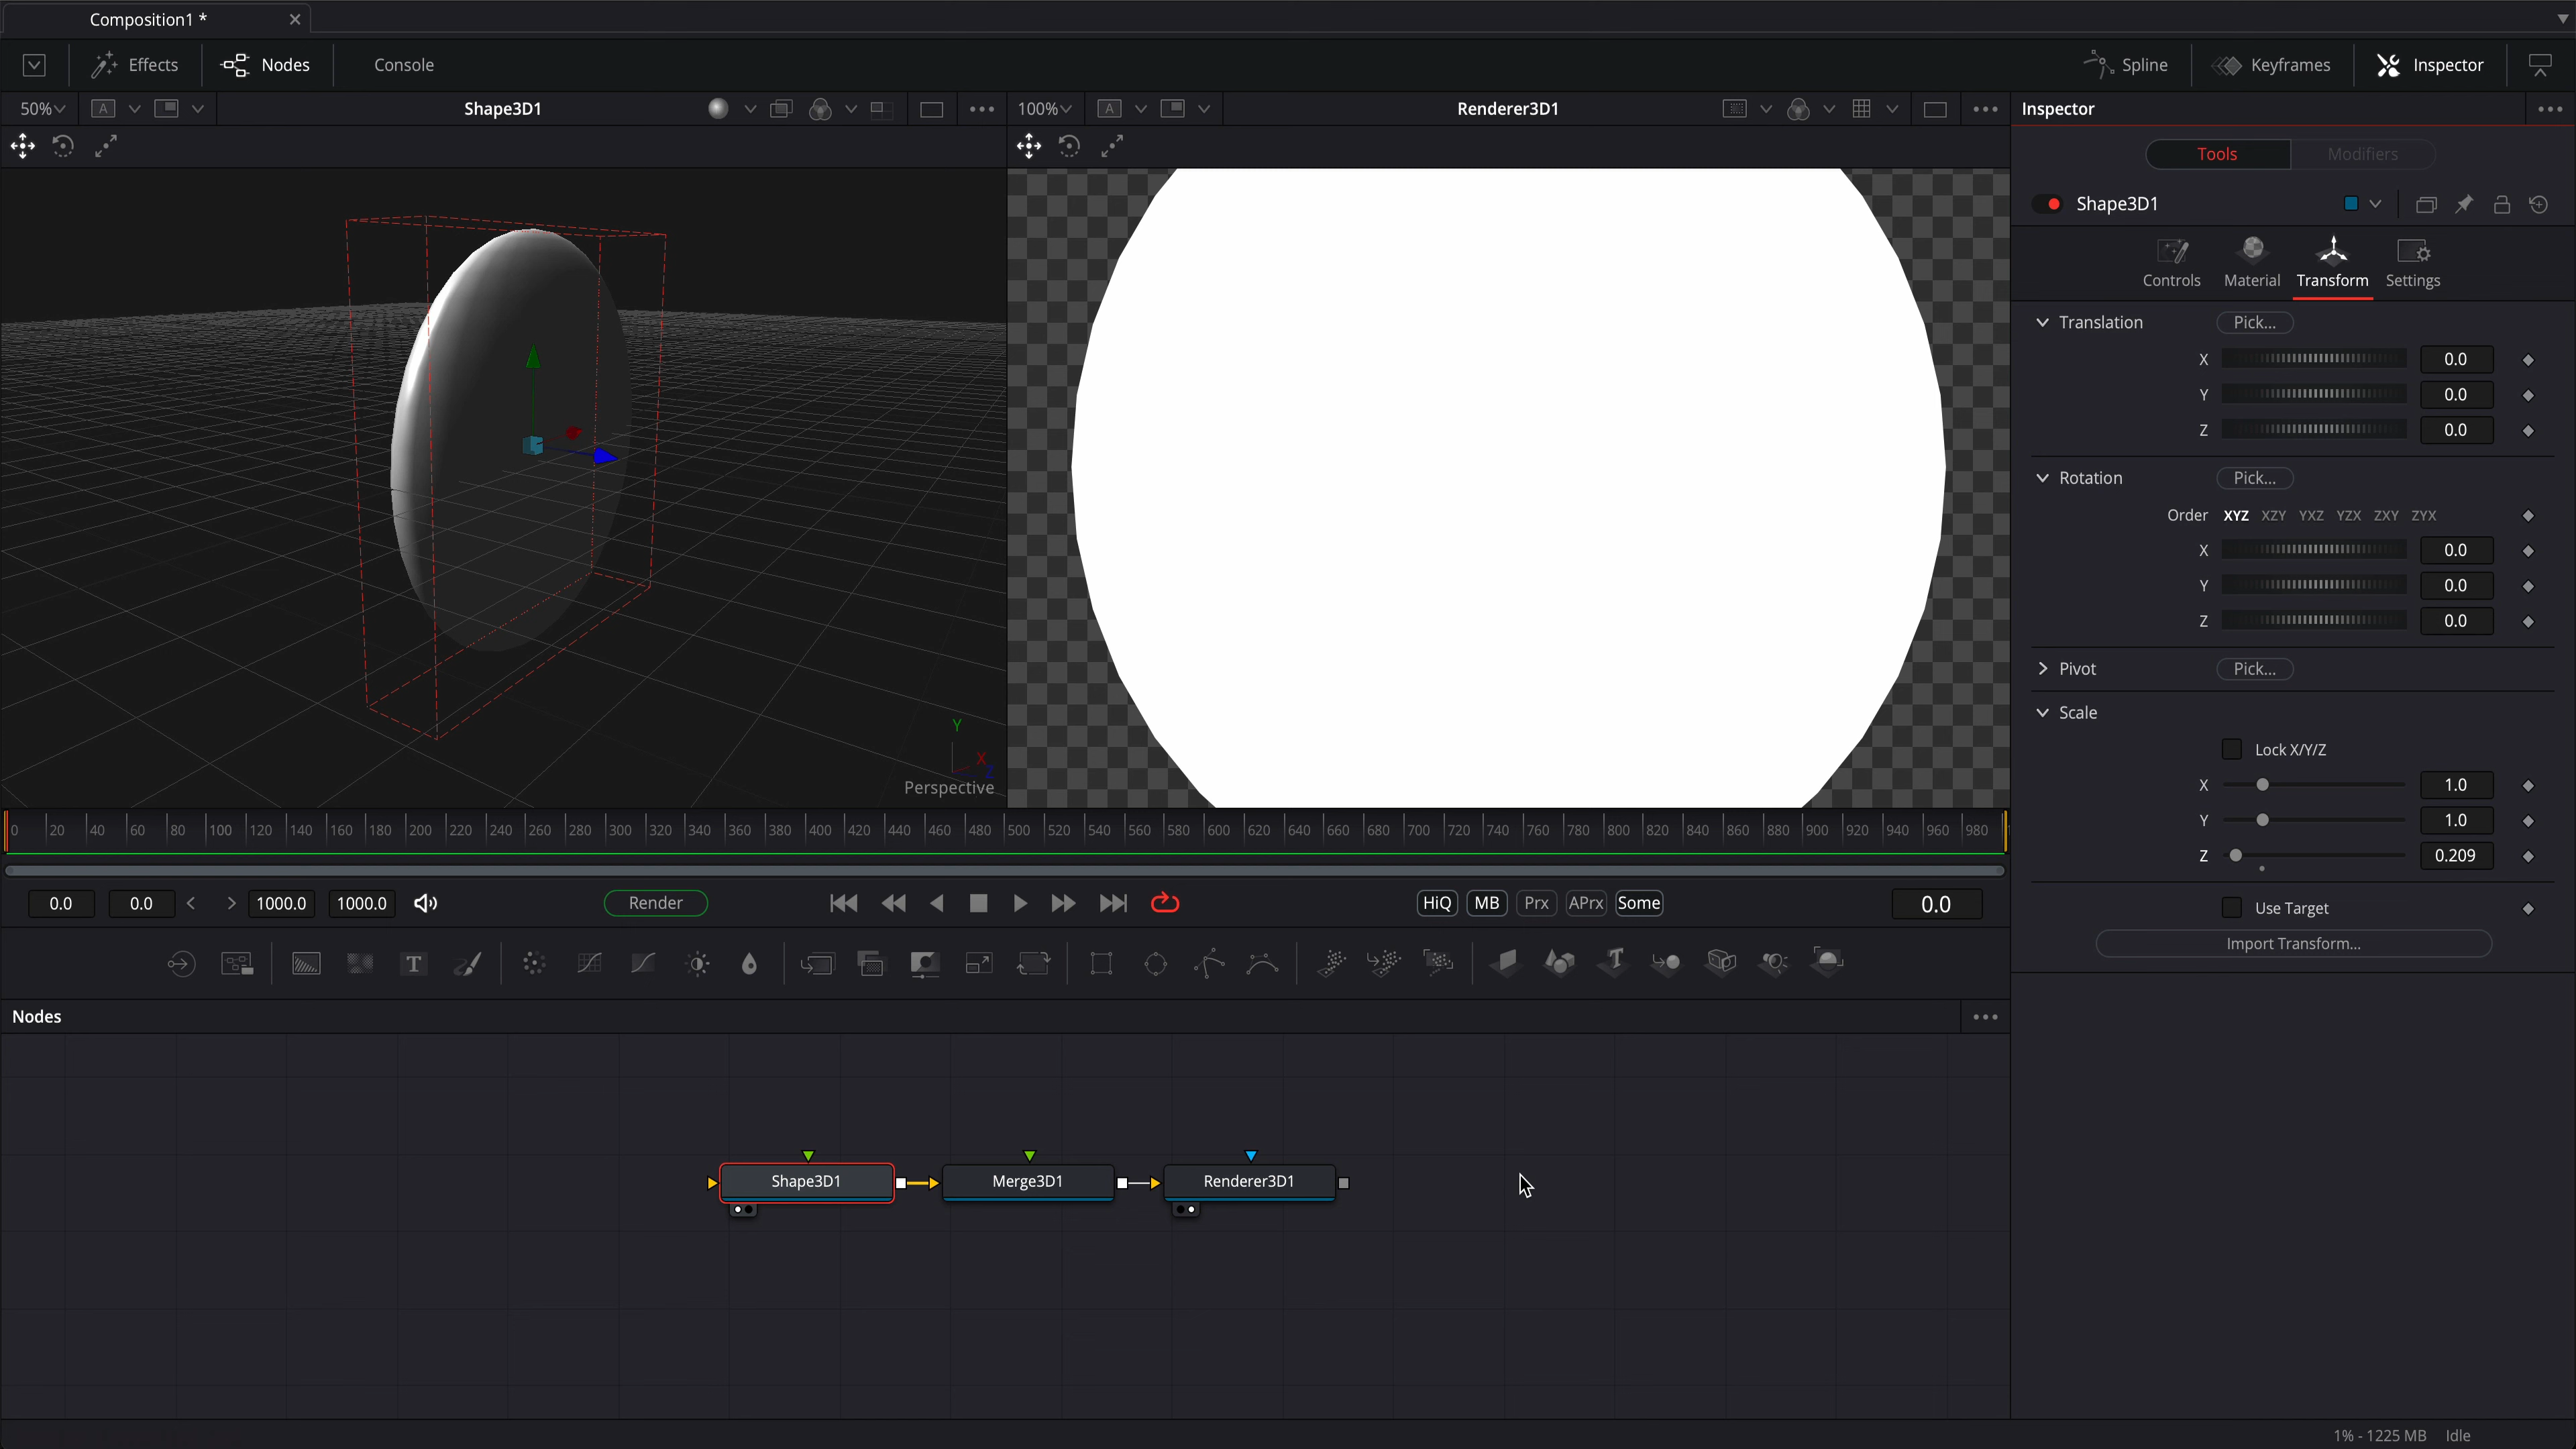 Composition1 *
Effects Nodes Console Spline Keyframes Inspector
50% A Shape3D1 100% A Renderer3D1 Inspector
Tools Modifiers
Shape3D1
Controls Material Transform Settings
Translation Pick...
X 0.0
Y 0.0
Z 0.0
Rotation Pick...
Order XYZ XZY YXZ YZX ZXY ZYX
X 0.0
Y 0.0
Z 0.0
Pivot Pick...
Scale
Lock X/Y/Z
X 1.0
Y 1.0
Z 0.209
Use Target
Import Transform...
Y
X
Z
Perspective
0 20 40 60 80 100 120 140 160 180 200 220 240 260 280 300 320 340 360 380 400 420 440 460 480 500 520 540 560 580 600 620 640 660 680 700 720 740 760 780 800 820 840 860 880 900 920 940 960 980
0.0 0.0 1000.0 1000.0 Render HiQ MB Prx APrx Some 0.0
T T
Nodes
Shape3D1 Merge3D1 Renderer3D1
1% - 1225 MB Idle